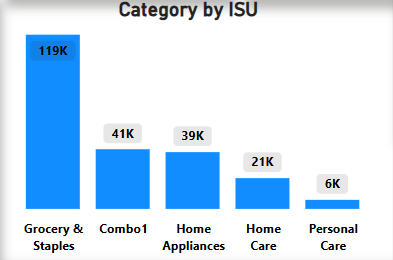 Category by ISU
119K
41K
39K
21K
6K
Grocery &
Staples
Combo1
Home
Appliances
Home
Care
Personal
Care